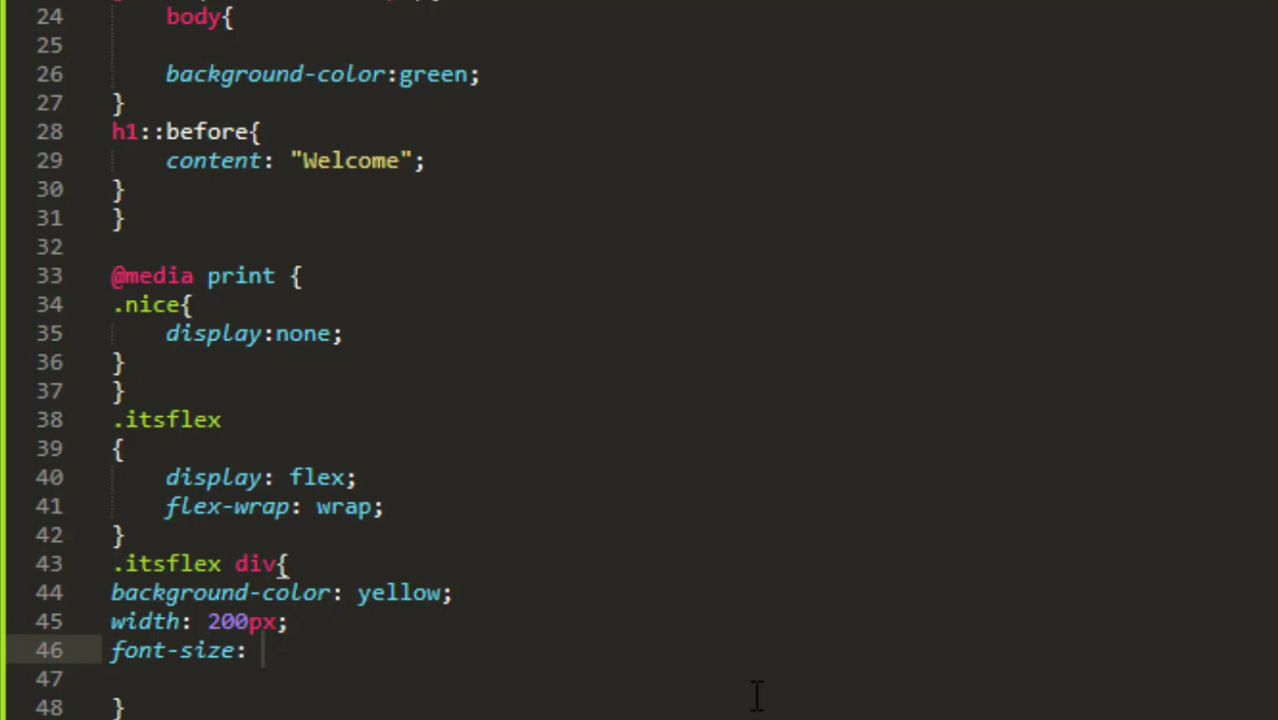 24 body{
25
26 background-color:green;
27 }
28 h1::before{
29 content: "Welcome";
30 }
31 }
32
33 @media print {
34 .nice{
35 display:none;
36 }
37 }
38 .itsflex
39 {
40 display: flex;
41 flex-wrap: wrap;
42 }
43 .itsflex div{
44 background-color: yellow;
45 width: 200px;
46 font-size:
47
48 }